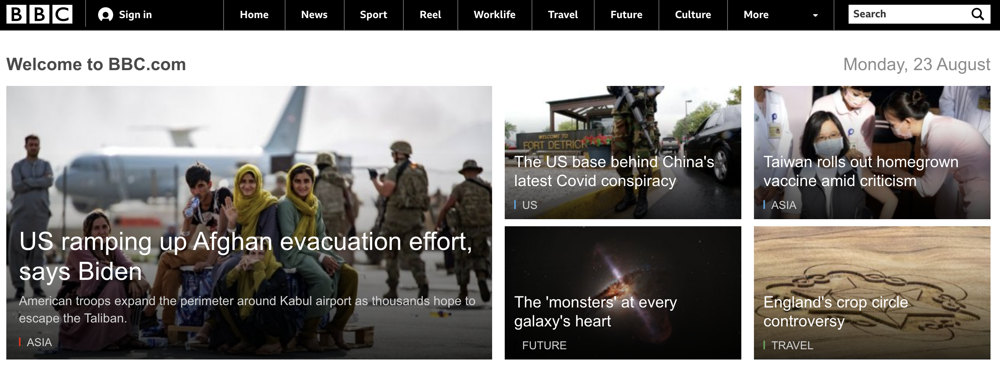 BBC
Sign in
Home
News
Sport
Reel
Worklife
Travel
Future
Culture
More
Search
Welcome to BBC.com
Monday, 23 August
US ramping up Afghan evacuation effort,
says Biden
American troops expand the perimeter around Kabul airport as thousands hope to
escape the Taliban.
ASIA
WELCOME TO
FORT DETRICK
The US base behind China's
latest Covid conspiracy
US
Taiwan rolls out homegrown
vaccine amid criticism
ASIA
The 'monsters' at every
galaxy's heart
FUTURE
England's crop circle
controversy
TRAVEL